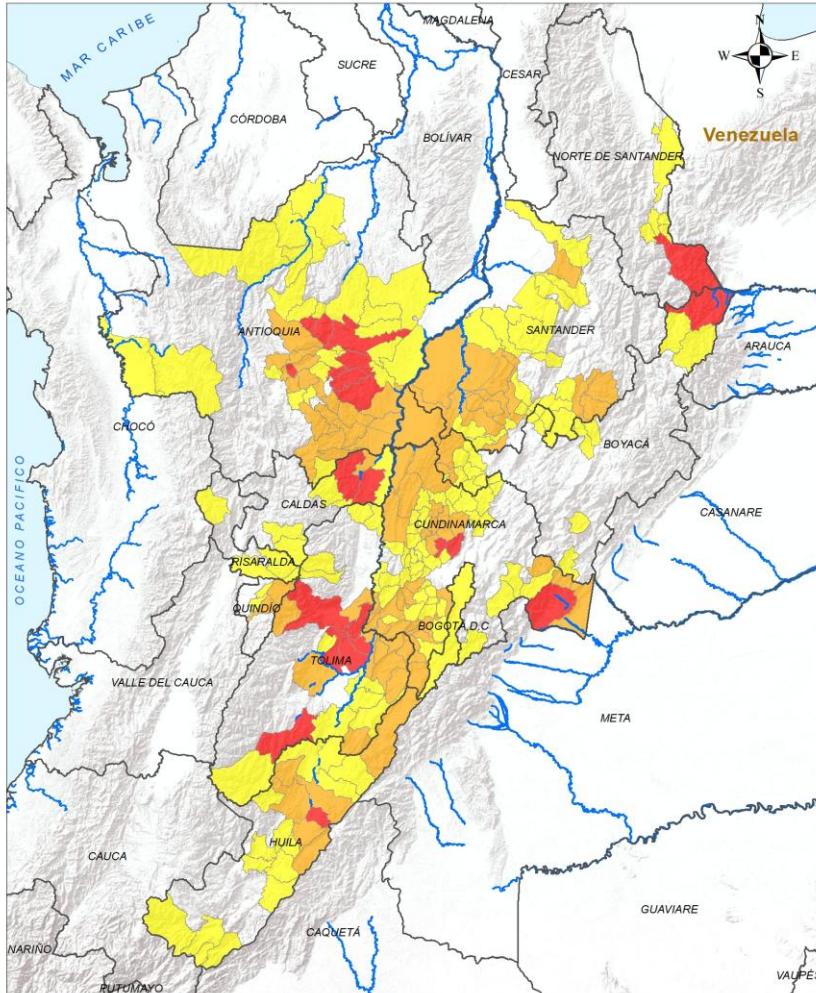 MAGDALENA
MAR CARIBE
N
W E
S
SUCRE
CESAR
CÓRDOBA
BOLÍVAR
Venezuela
NORTE DE SANTANDER
ANTIOQUIA
SANTANDER
ARAUCA
CHOCÓ
BOYACÁ
OCEANO PACIFICO
CALDAS
CUNDINAMARCA
CASANARE
RISARALDA
QUINDÍO
BOGOTÁ, D.C
TOLIMA
VALLE DEL CAUCA
META
HUILA
CAUCA
GUAVIARE
CAQUETÁ
NARIÑO
PUTUMAYO
VAUPÉS